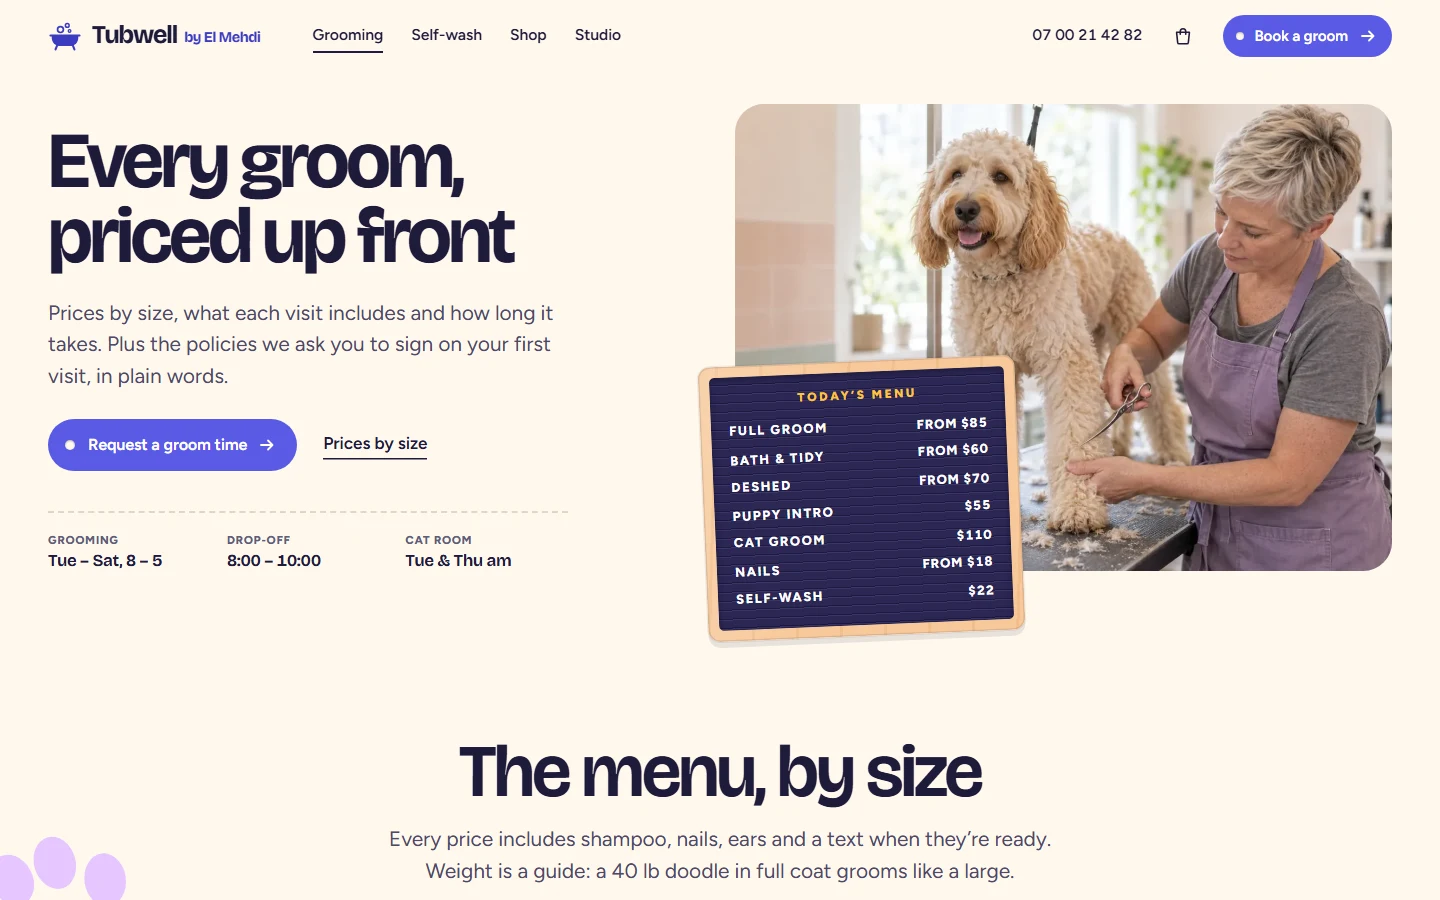 Tubwell by El Mehdi
Grooming
Self-wash
Shop
Studio
07 00 21 42 82
Book a groom
Every groom,
priced up front
Prices by size, what each visit includes and how long it
takes. Plus the policies we ask you to sign on your first
visit, in plain words.
Request a groom time
Prices by size
GROOMING
Tue – Sat, 8 – 5
DROP-OFF
8:00 – 10:00
CAT ROOM
Tue & Thu am
TODAY’S MENU
FULL GROOM FROM $85
BATH & TIDY FROM $60
DESHED FROM $70
PUPPY INTRO $55
CAT GROOM $110
NAILS FROM $18
SELF-WASH $22
The menu, by size
Every price includes shampoo, nails, ears and a text when they’re ready.
Weight is a guide: a 40 lb doodle in full coat grooms like a large.